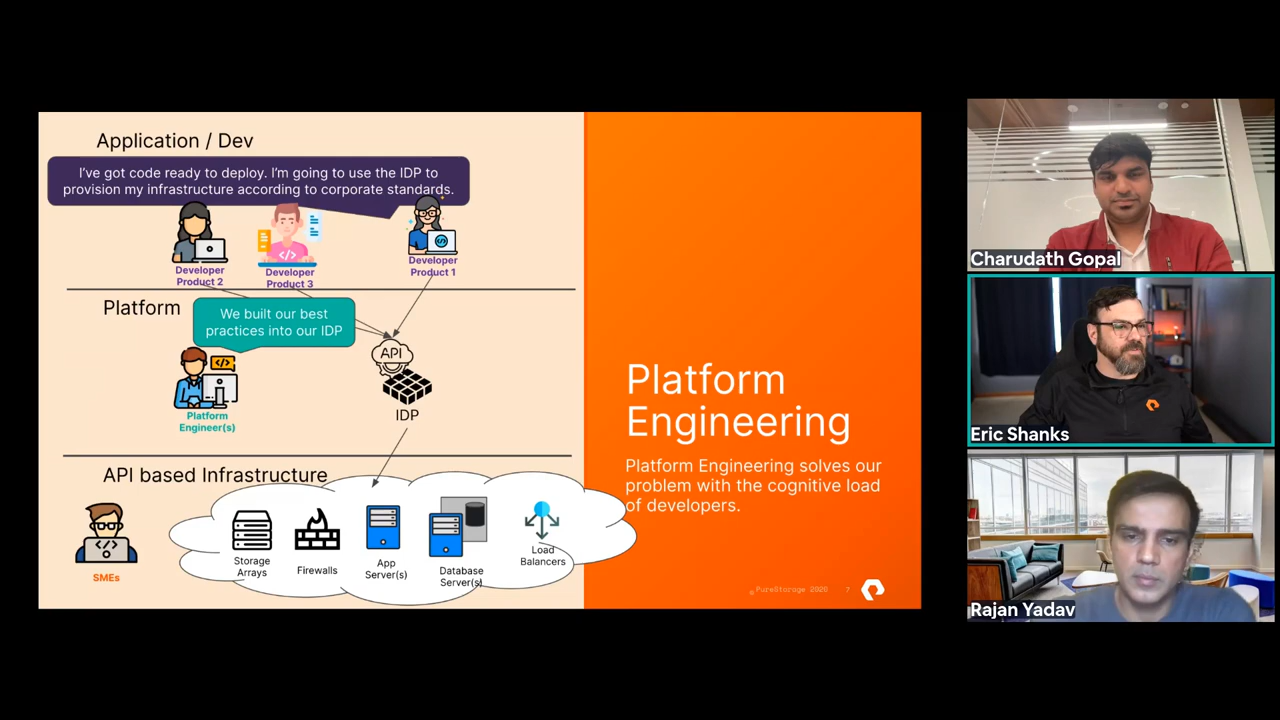 Application / Dev
I've got code ready to deploy. I'm going to use the IDP to
provision my infrastructure according to corporate standards.
Developer
Product 2
Developer
Product 3
Developer
Product 1
Platform
We built our best
practices into our IDP
API
IDP
Platform
Engineer(s)
API based Infrastructure
SMEs
Storage
Arrays
Firewalls
App
Server(s)
Database
Server(s)
Load
Balancers
Platform
Engineering
Platform Engineering solves our
problem with the cognitive load
of developers.
PureStorage 2026
7
Charudath Gopal
Eric Shanks
Rajan Yadav